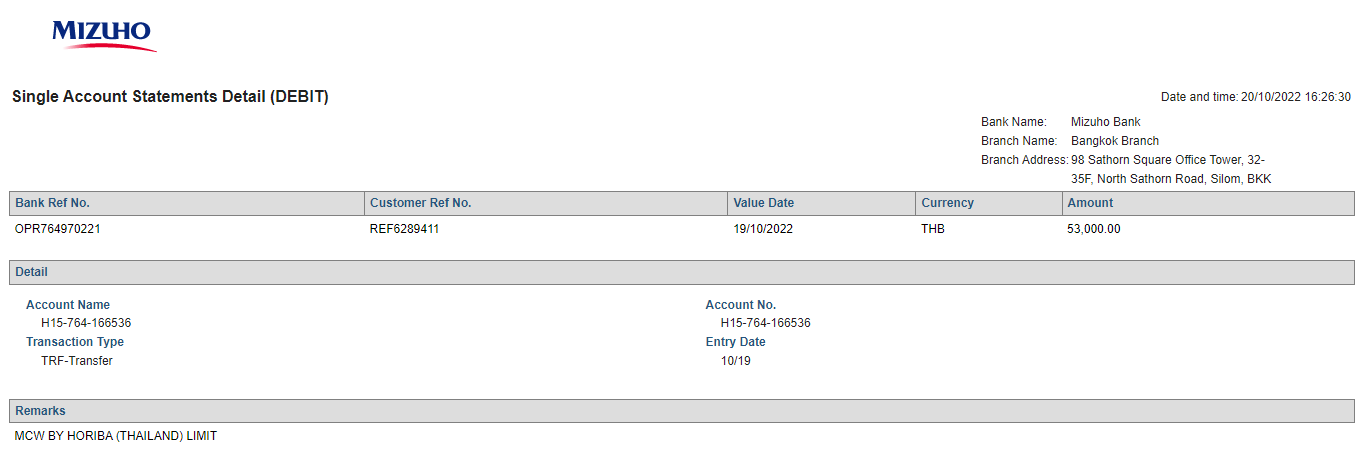 MIZUHO
Single Account Statements Detail (DEBIT)
Date and time: 20/10/2022 16:26:30
Bank Name: Mizuho Bank
Branch Name: Bangkok Branch
Branch Address: 98 Sathorn Square Office Tower, 32-
35F, North Sathorn Road, Silom, BKK
Bank Ref No. Customer Ref No. Value Date Currency Amount
OPR764970221 REF6289411 19/10/2022 THB 53,000.00
Detail
Account Name Account No.
H15-764-166536 H15-764-166536
Transaction Type Entry Date
TRF-Transfer 10/19
Remarks
MCW BY HORIBA (THAILAND) LIMIT